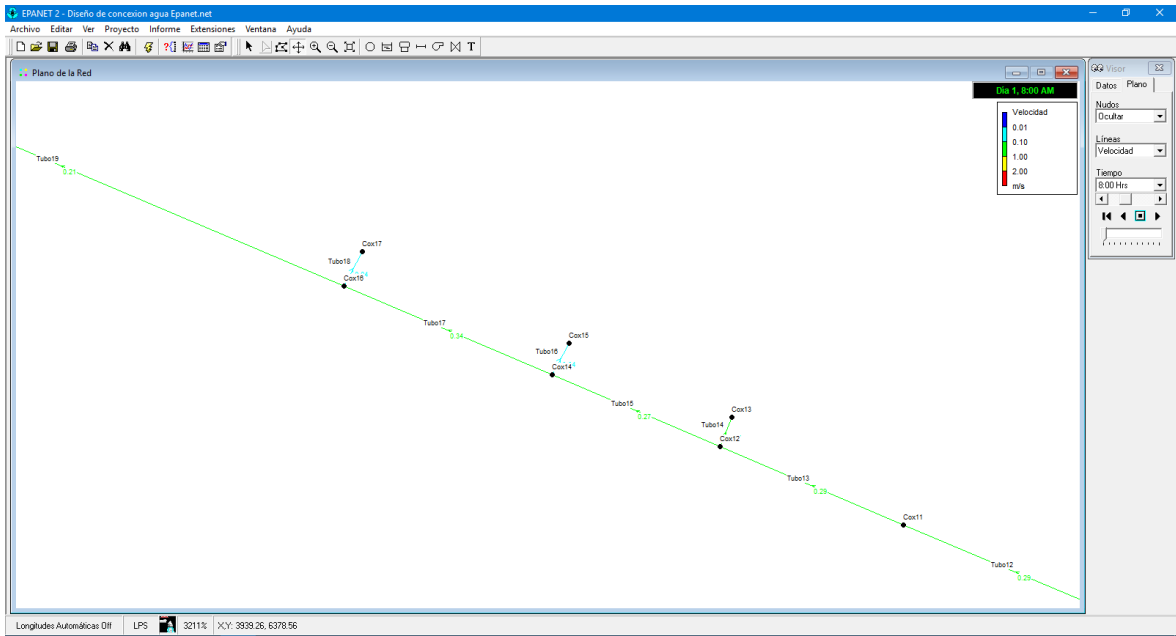 EPANET 2 - Diseño de concexion agua Epanet.net
Archivo Editar Ver Proyecto Informe Extensiones Ventana Ayuda
T
Plano de la Red
Día 1, 8:00 AM
Velocidad
0.01
0.10
1.00
2.00
m/s
Visor
Datos Plano
Nudos
Ocultar
Líneas
Velocidad
Tiempo
8:00 Hrs
Tubo19
0.21
Cox17
Tubo18
Cox16
Tubo17
0.34
Cox15
Tubo16
Cox14
Tubo15
0.27
Cox13
Tubo14
Cox12
Tubo13
0.29
Cox11
Tubo12
0.29
Longitudes Automáticas Off LPS 3211% X,Y: 3939.26, 6378.56